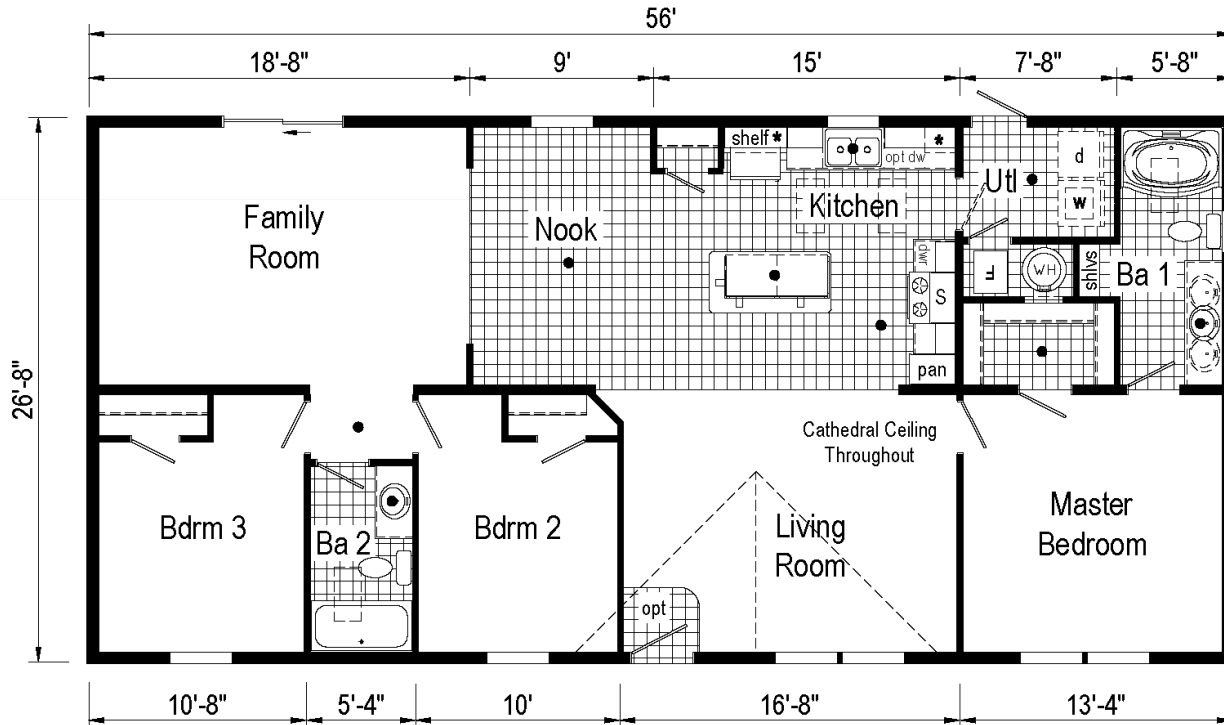 56'
18'-8" 9' 15' 7'-8" 5'-8"
26'-8"
shelf *
*
opt dw
d
w
Utl
Family
Room
Nook
Kitchen
dwr
S
F
WH
shlvs
Ba 1
pan
Cathedral Ceiling
Throughout
Bdrm 3
Ba 2
Bdrm 2
Living
Room
Master
Bedroom
opt
10'-8" 5'-4" 10' 16'-8" 13'-4"